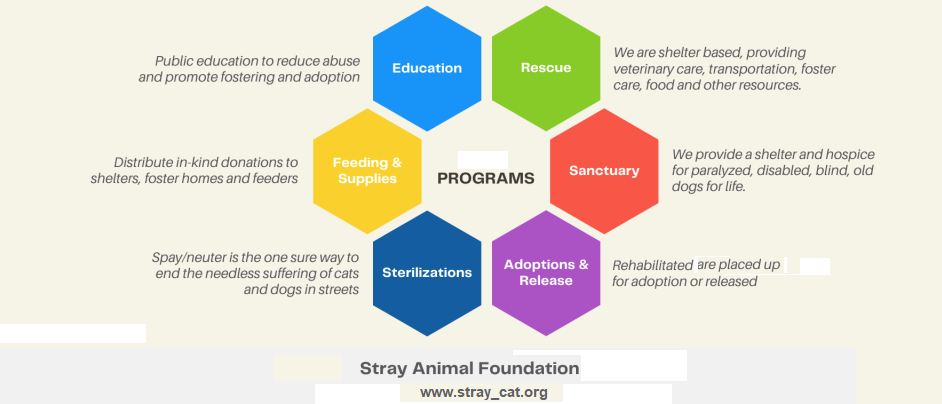 Public education to reduce abuse
and promote fostering and adoption
Education
Rescue
We are shelter based, providing
veterinary care, transportation, foster
care, food and other resources.
Distribute in-kind donations to
shelters, foster homes and feeders
Feeding &
Supplies
PROGRAMS
Sanctuary
We provide a shelter and hospice
for paralyzed, disabled, blind, old
dogs for life.
Spay/neuter is the one sure way to
end the needless suffering of cats
and dogs in streets
Sterilizations
Adoptions &
Release
Rehabilitated are placed up
for adoption or released
Stray Animal Foundation
www.stray_cat.org